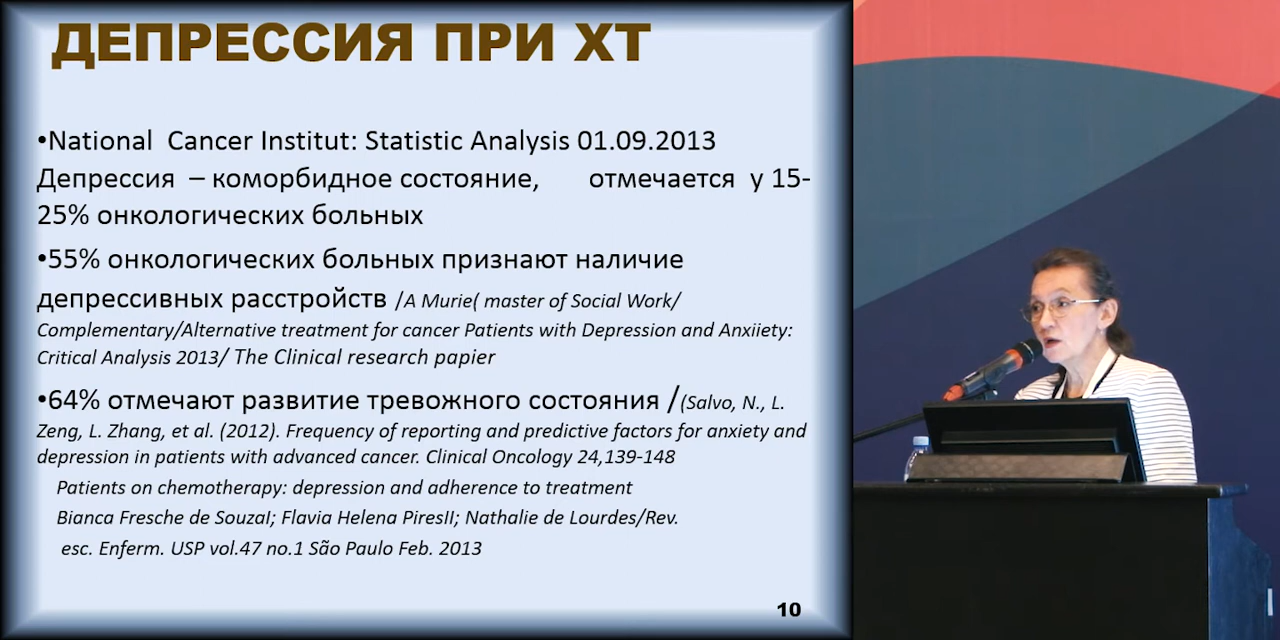 ДЕПРЕССИЯ ПРИ ХТ
•National Cancer Institut: Statistic Analysis 01.09.2013
Депрессия – коморбидное состояние, отмечается у 15-
25% онкологических больных
•55% онкологических больных признают наличие
депрессивных расстройств /A Murie( master of Social Work/
Complementary/Alternative treatment for cancer Patients with Depression and Anxiiety:
Critical Analysis 2013/ The Clinical research papier
•64% отмечают развитие тревожного состояния /(Salvo, N., L.
Zeng, L. Zhang, et al. (2012). Frequency of reporting and predictive factors for anxiety and
depression in patients with advanced cancer. Clinical Oncology 24,139-148
Patients on chemotherapy: depression and adherence to treatment
Bianca Fresche de SouzaI; Flavia Helena PiresII; Nathalie de Lourdes/Rev.
esc. Enferm. USP vol.47 no.1 São Paulo Feb. 2013
10